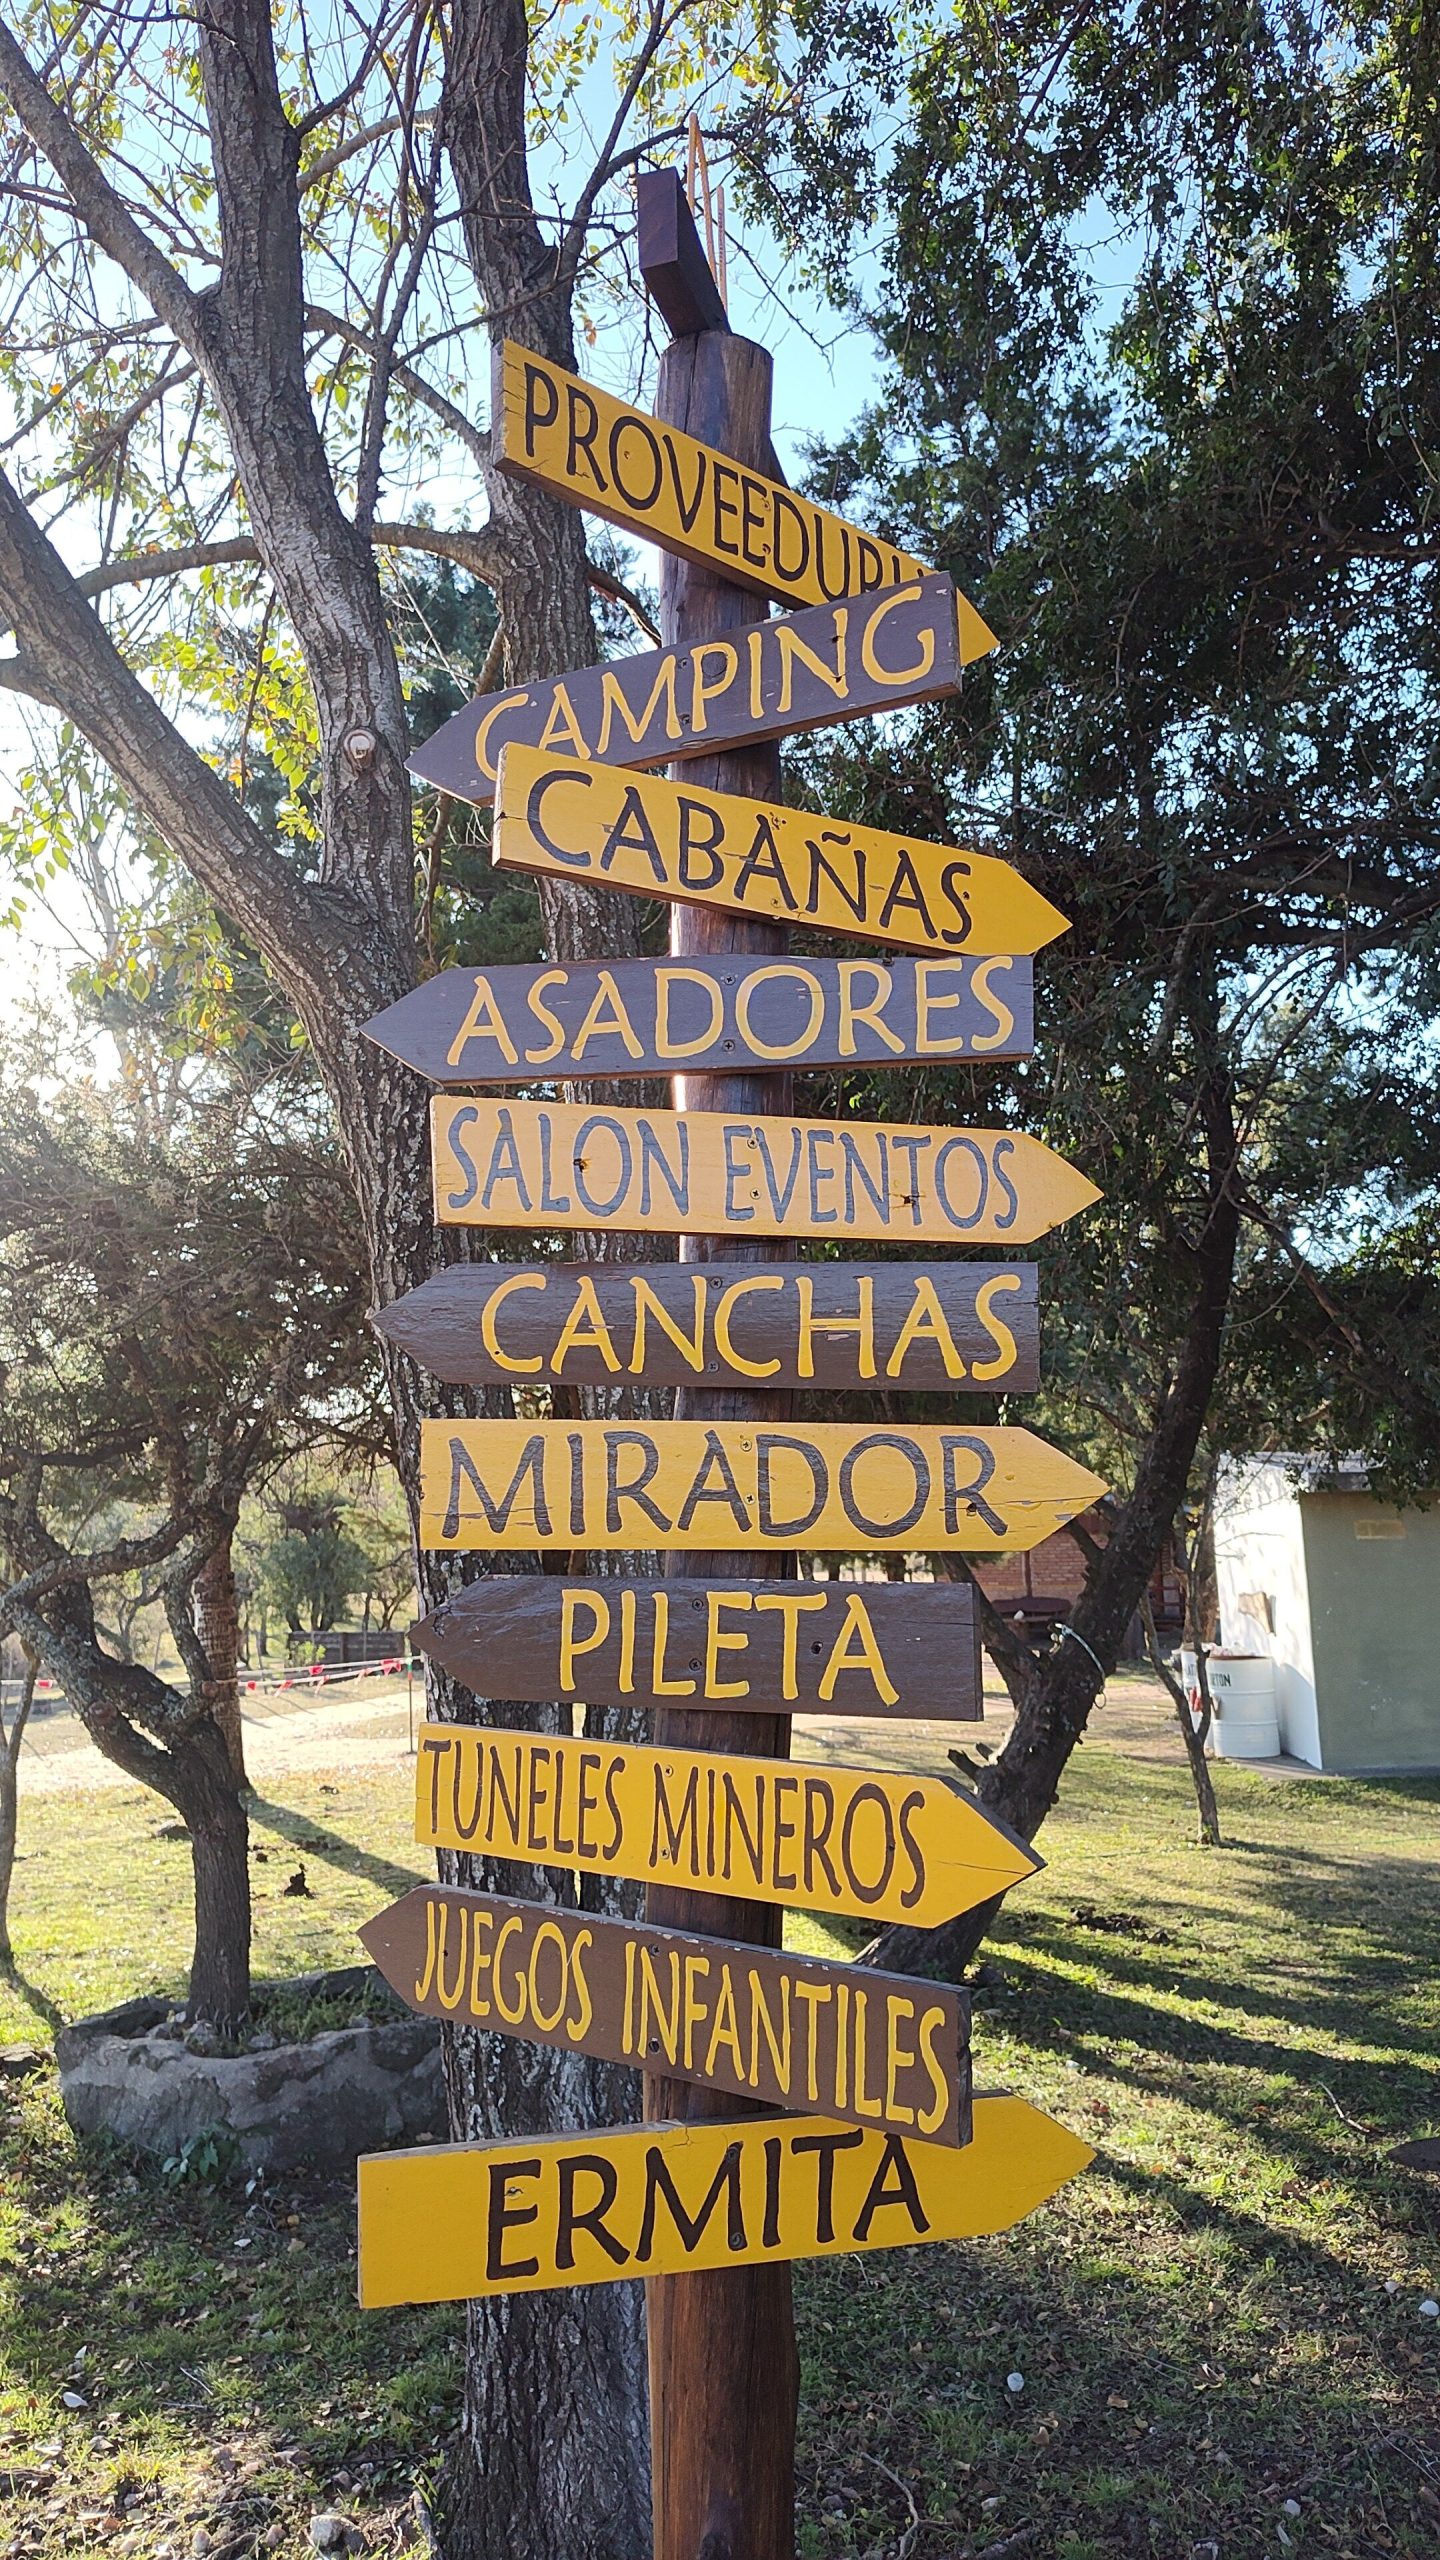 CAMPING
CABAÑAS
ASADORES
SALON EVENTOS
CANCHAS
MIRADOR
PILETA
TUNELES MINEROS
JUEGOS INFANTILES
ERMITA